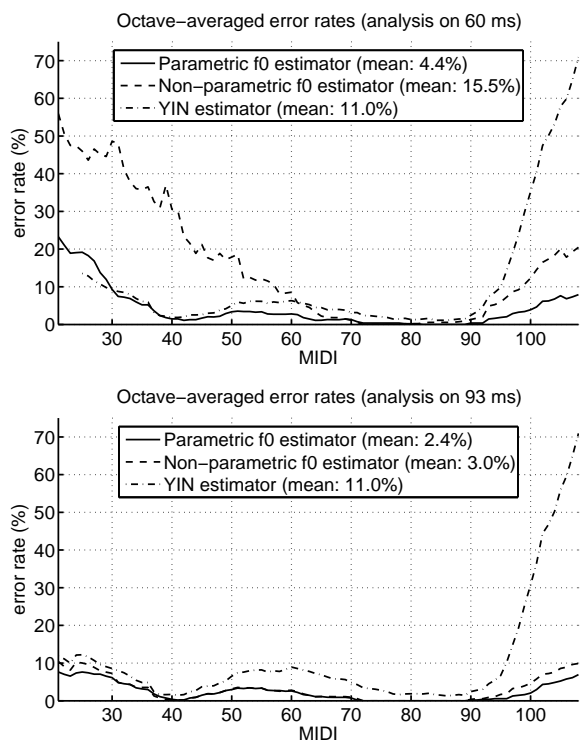 Octave−averaged error rates (analysis on 60 ms)
Parametric f0 estimator (mean: 4.4%)
Non−parametric f0 estimator (mean: 15.5%)
YIN estimator (mean: 11.0%)
error rate (%)
70
60
50
40
30
20
10
0
30 40 50 60 70 80 90 100
MIDI
Octave−averaged error rates (analysis on 93 ms)
Parametric f0 estimator (mean: 2.4%)
Non−parametric f0 estimator (mean: 3.0%)
YIN estimator (mean: 11.0%)
error rate (%)
70
60
50
40
30
20
10
0
30 40 50 60 70 80 90 100
MIDI